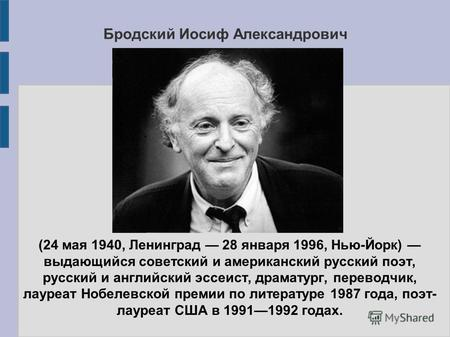 Бродский Иосиф Александрович
(24 мая 1940, Ленинград — 28 января 1996, Нью-Йорк) —
выдающийся советский и американский русский поэт,
русский и английский эссеист, драматург, переводчик,
лауреат Нобелевской премии по литературе 1987 года, поэт-
лауреат США в 1991—1992 годах.
MyShared